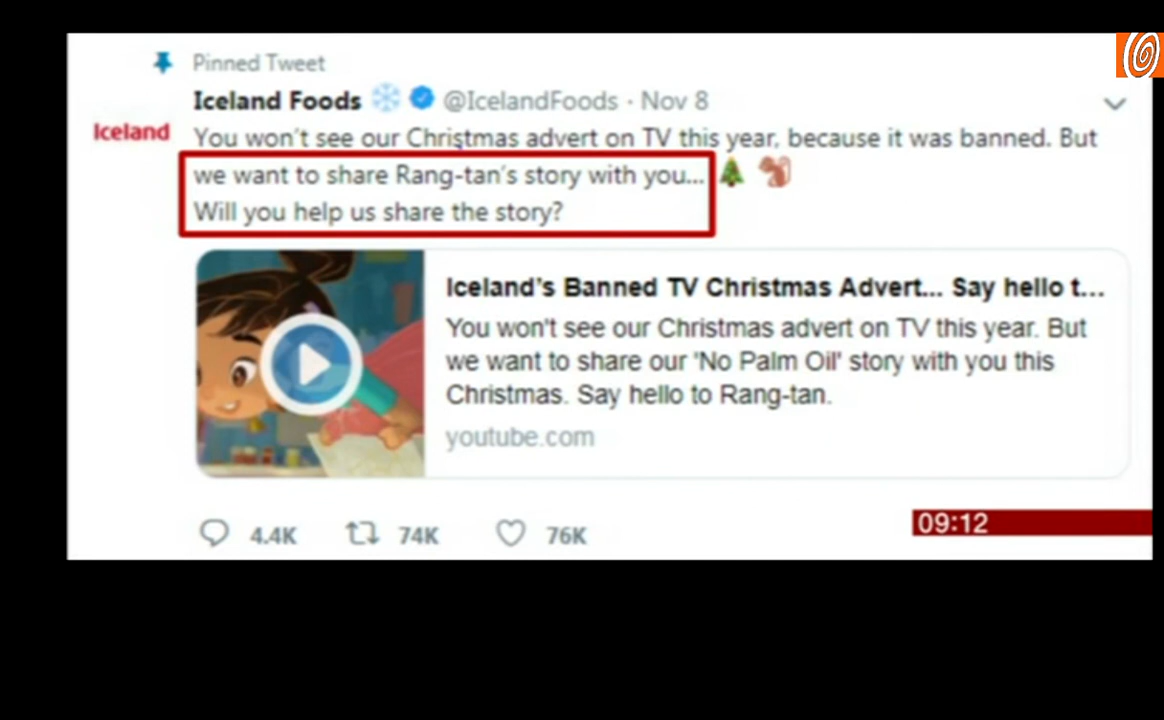 Pinned Tweet
Iceland Foods @IcelandFoods · Nov 8
Iceland
You won't see our Christmas advert on TV this year, because it was banned. But
we want to share Rang-tan's story with you...
Will you help us share the story?
Iceland's Banned TV Christmas Advert... Say hello t...
You won't see our Christmas advert on TV this year. But
we want to share our 'No Palm Oil' story with you this
Christmas. Say hello to Rang-tan.
youtube.com
4.4K 74K 76K
09:12